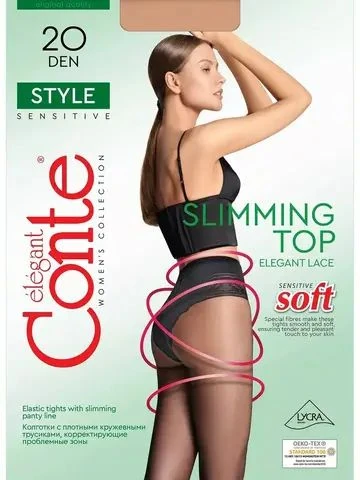 original quality
20
DEN
STYLE
SENSITIVE
élégant
Conte®
WOMEN'S COLLECTION
SLIMMING
TOP
ELEGANT LACE
SENSITIVE
soft
Special fibres make these
tights smooth and soft,
ensuring tender and pleasant
touch to your skin
Elastic tights with slimming
panty line
Колготки с плотными кружевными
трусиками, корректирующие
проблемные зоны
LYCRA
OEKO-TEX®
STANDARD 100